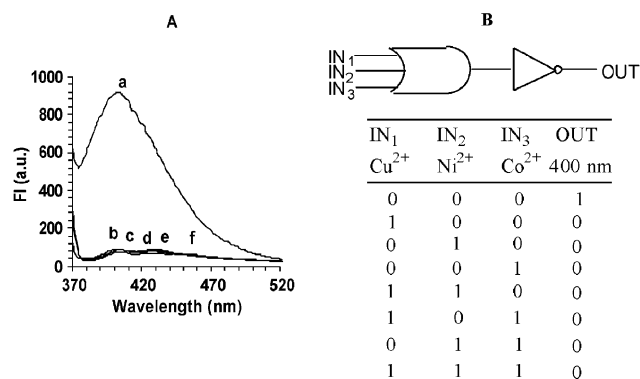 A
FI (a.u.)
1000
800
600
400
200
0
a
b c d e f
370 420 470 520
Wavelength (nm)
B
IN₁
IN₂
IN₃
OUT
IN₁ IN₂ IN₃ OUT
Cu²⁺ Ni²⁺ Co²⁺ 400 nm
0 0 0 1
1 0 0 0
0 1 0 0
0 0 1 0
1 1 0 0
1 0 1 0
0 1 1 0
1 1 1 0